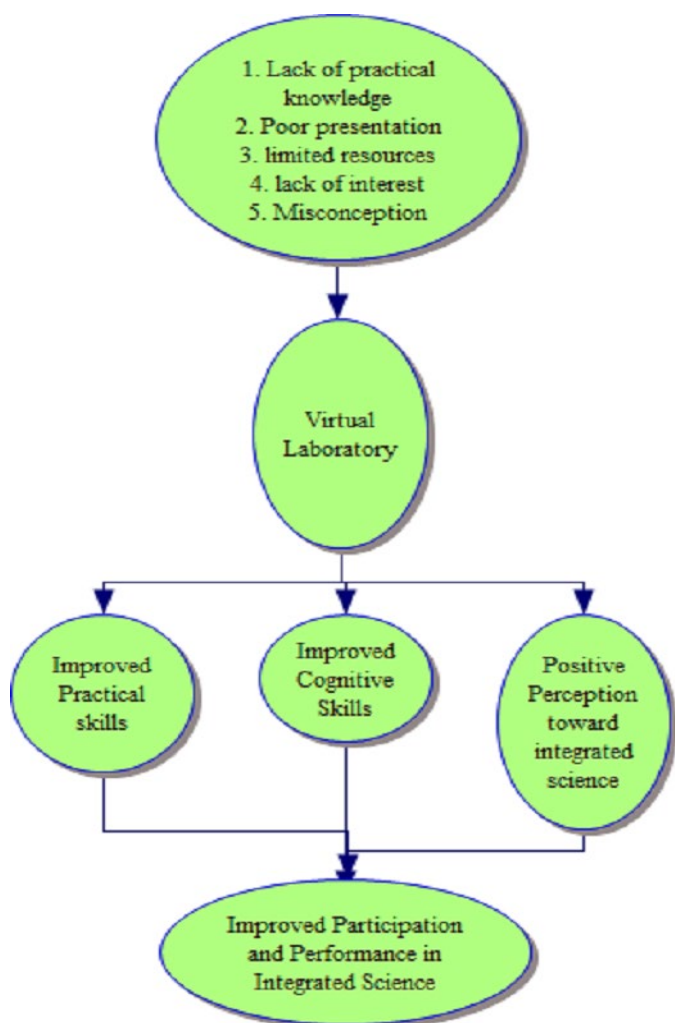 1. Lack of practical
knowledge
2. Poor presentation
3. limited resources
4. lack of interest
5. Misconception
Virtual
Laboratory
Improved
Practical
skills
Improved
Cognitive
Skills
Positive
Perception
toward
integrated
science
Improved Participation
and Performance in
Integrated Science